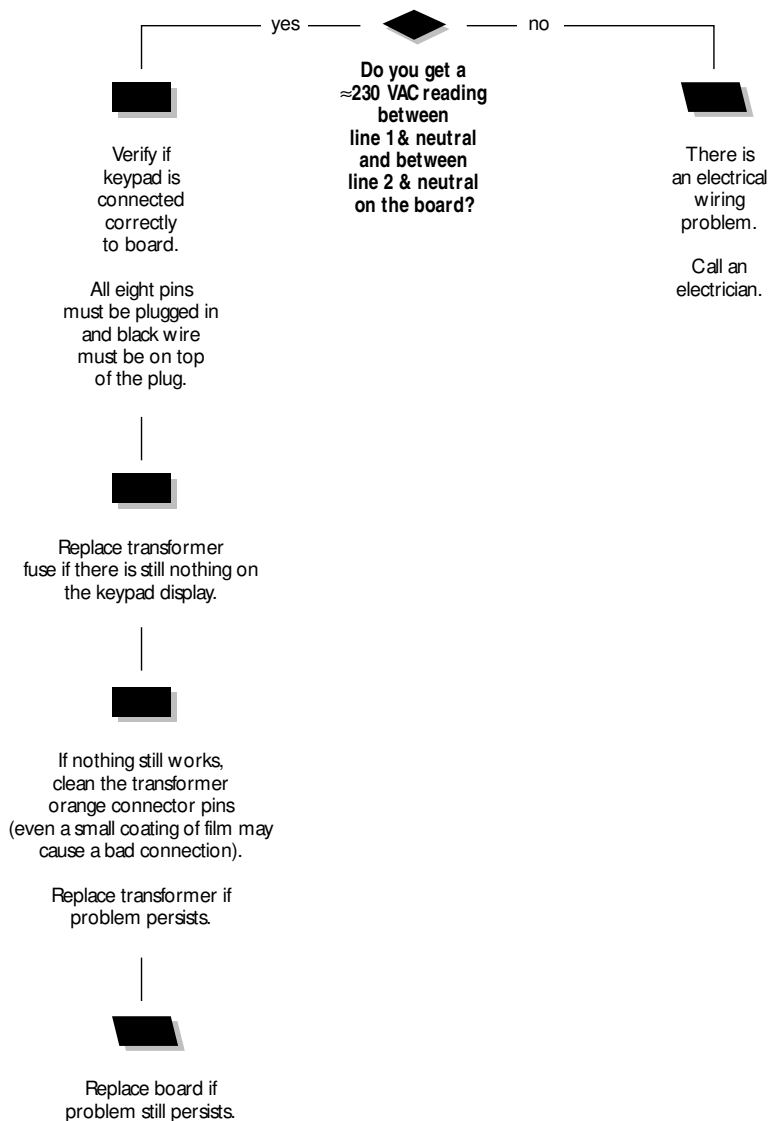 yes
no
Do you get a
≈230 VAC reading
between
line 1 & neutral
and between
line 2 & neutral
on the board?
Verify if
keypad is
connected
correctly
to board.
All eight pins
must be plugged in
and black wire
must be on top
of the plug.
There is
an electrical
wiring
problem.
Call an
electrician.
Replace transformer
fuse if there is still nothing on
the keypad display.
If nothing still works,
clean the transformer
orange connector pins
(even a small coating of film may
cause a bad connection).
Replace transformer if
problem persists.
Replace board if
problem still persists.